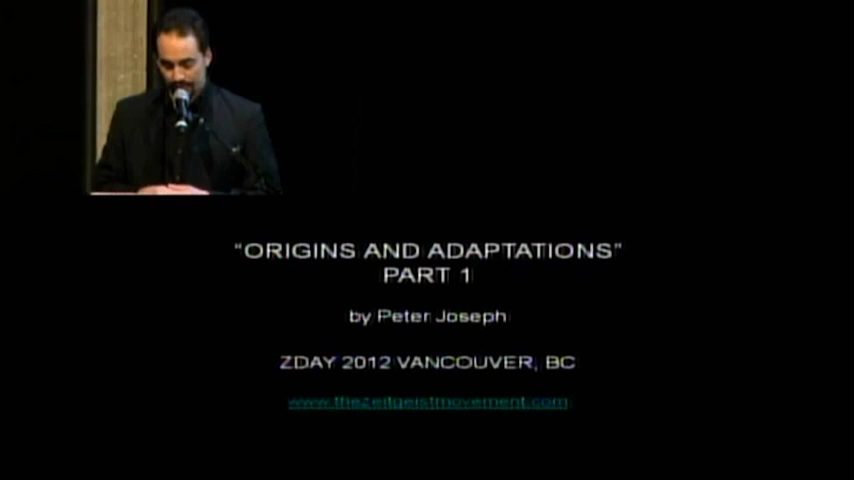 “ORIGINS AND ADAPTATIONS”
PART 1
by Peter Joseph
ZDAY 2012 VANCOUVER, BC
www.thezeitgeistmovement.com